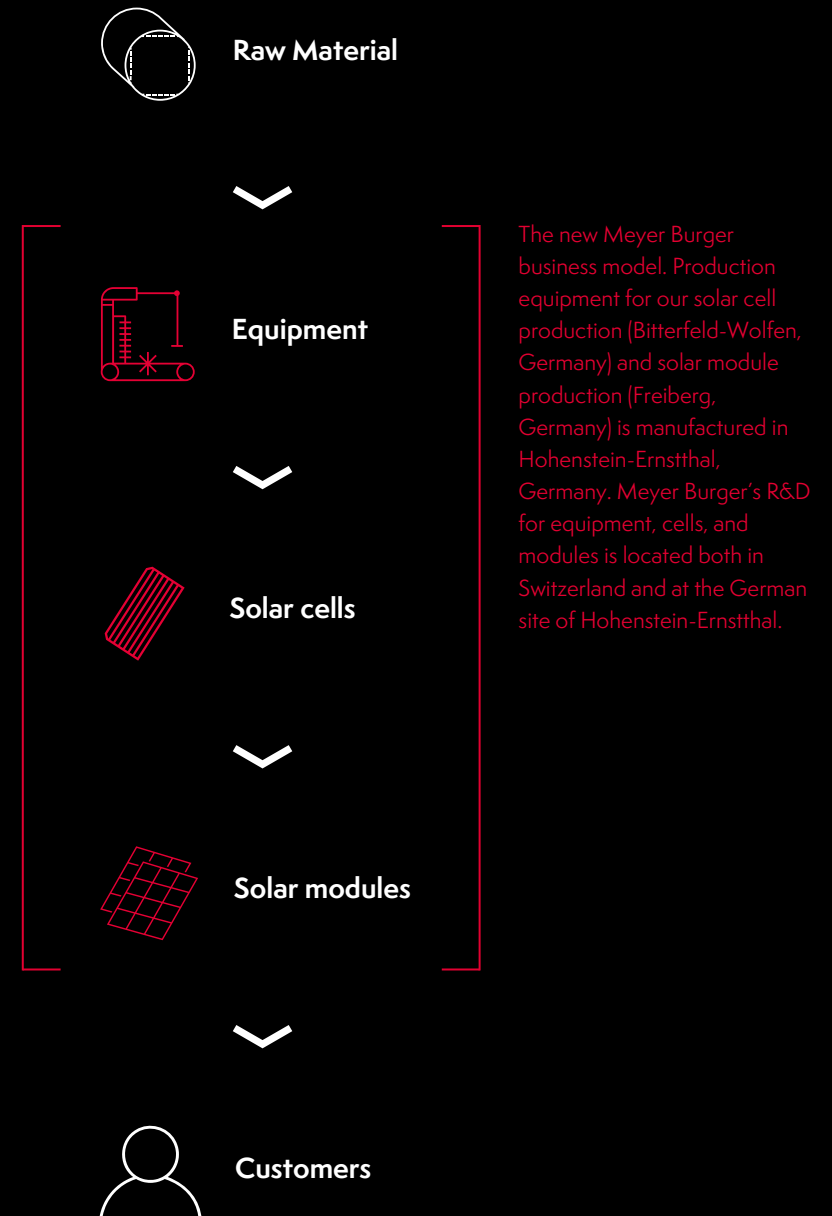 Raw Material
The new Meyer Burger
business model. Production
equipment for our solar cell
production (Bitterfeld-Wolfen,
Germany) and solar module
production (Freiberg,
Germany) is manufactured in
Hohenstein-Ernstthal,
Germany. Meyer Burger’s R&D
for equipment, cells, and
modules is located both in
Switzerland and at the German
site of Hohenstein-Ernstthal.
Equipment
Solar cells
Solar modules
Customers